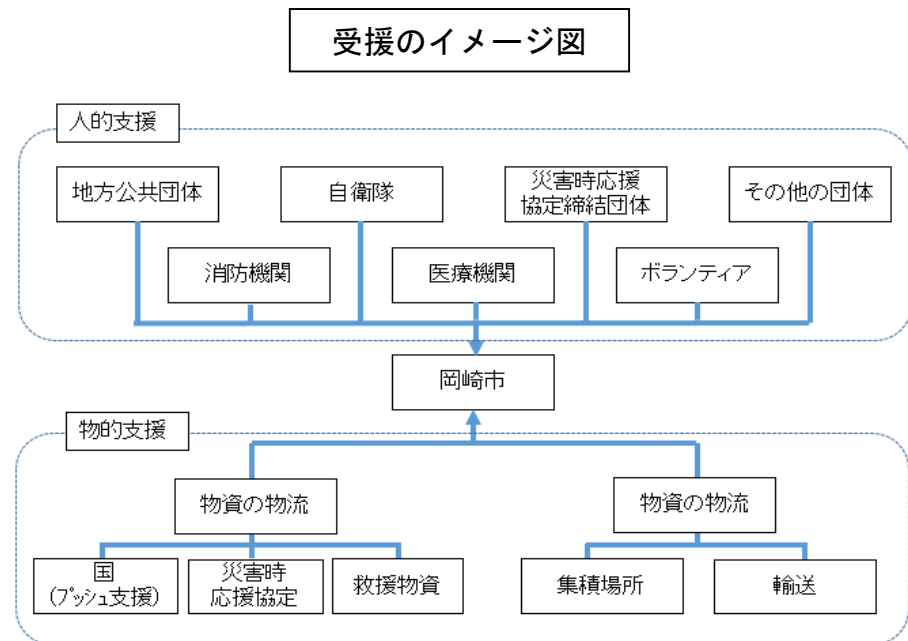 受援のイメージ図
人的支援
地方公共団体
自衛隊
災害時応援
協定締結団体
その他の団体
消防機関
医療機関
ボランティア
岡崎市
物的支援
物資の物流
物資の物流
国
(プッシュ支援)
災害時
応援協定
救援物資
集積場所
輸送